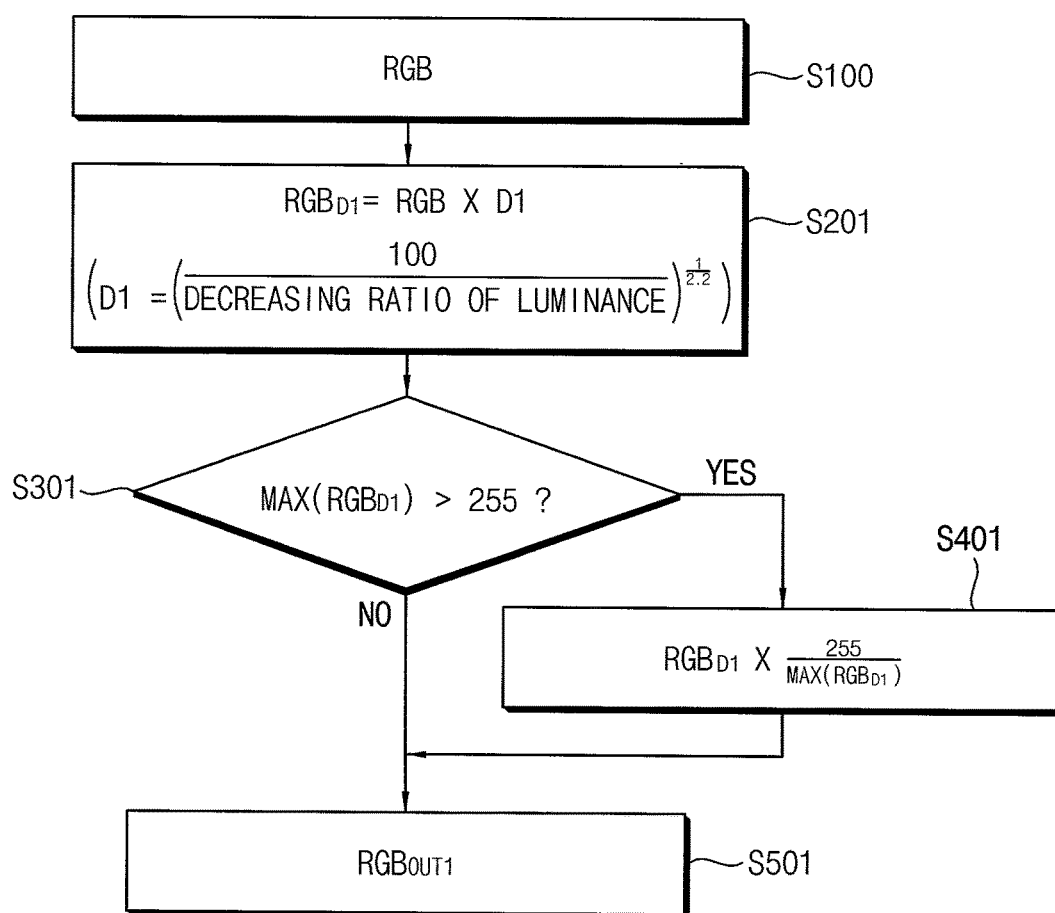 RGB
S100
RGBD1= RGB X D1
S201
(D1 =(100/DECREASING RATIO OF LUMINANCE)^1/2.2)
S301
MAX(RGBD1) > 255 ?
YES
S401
NO
RGBD1 X 255/MAX(RGBD1)
RGBOUT1
S501